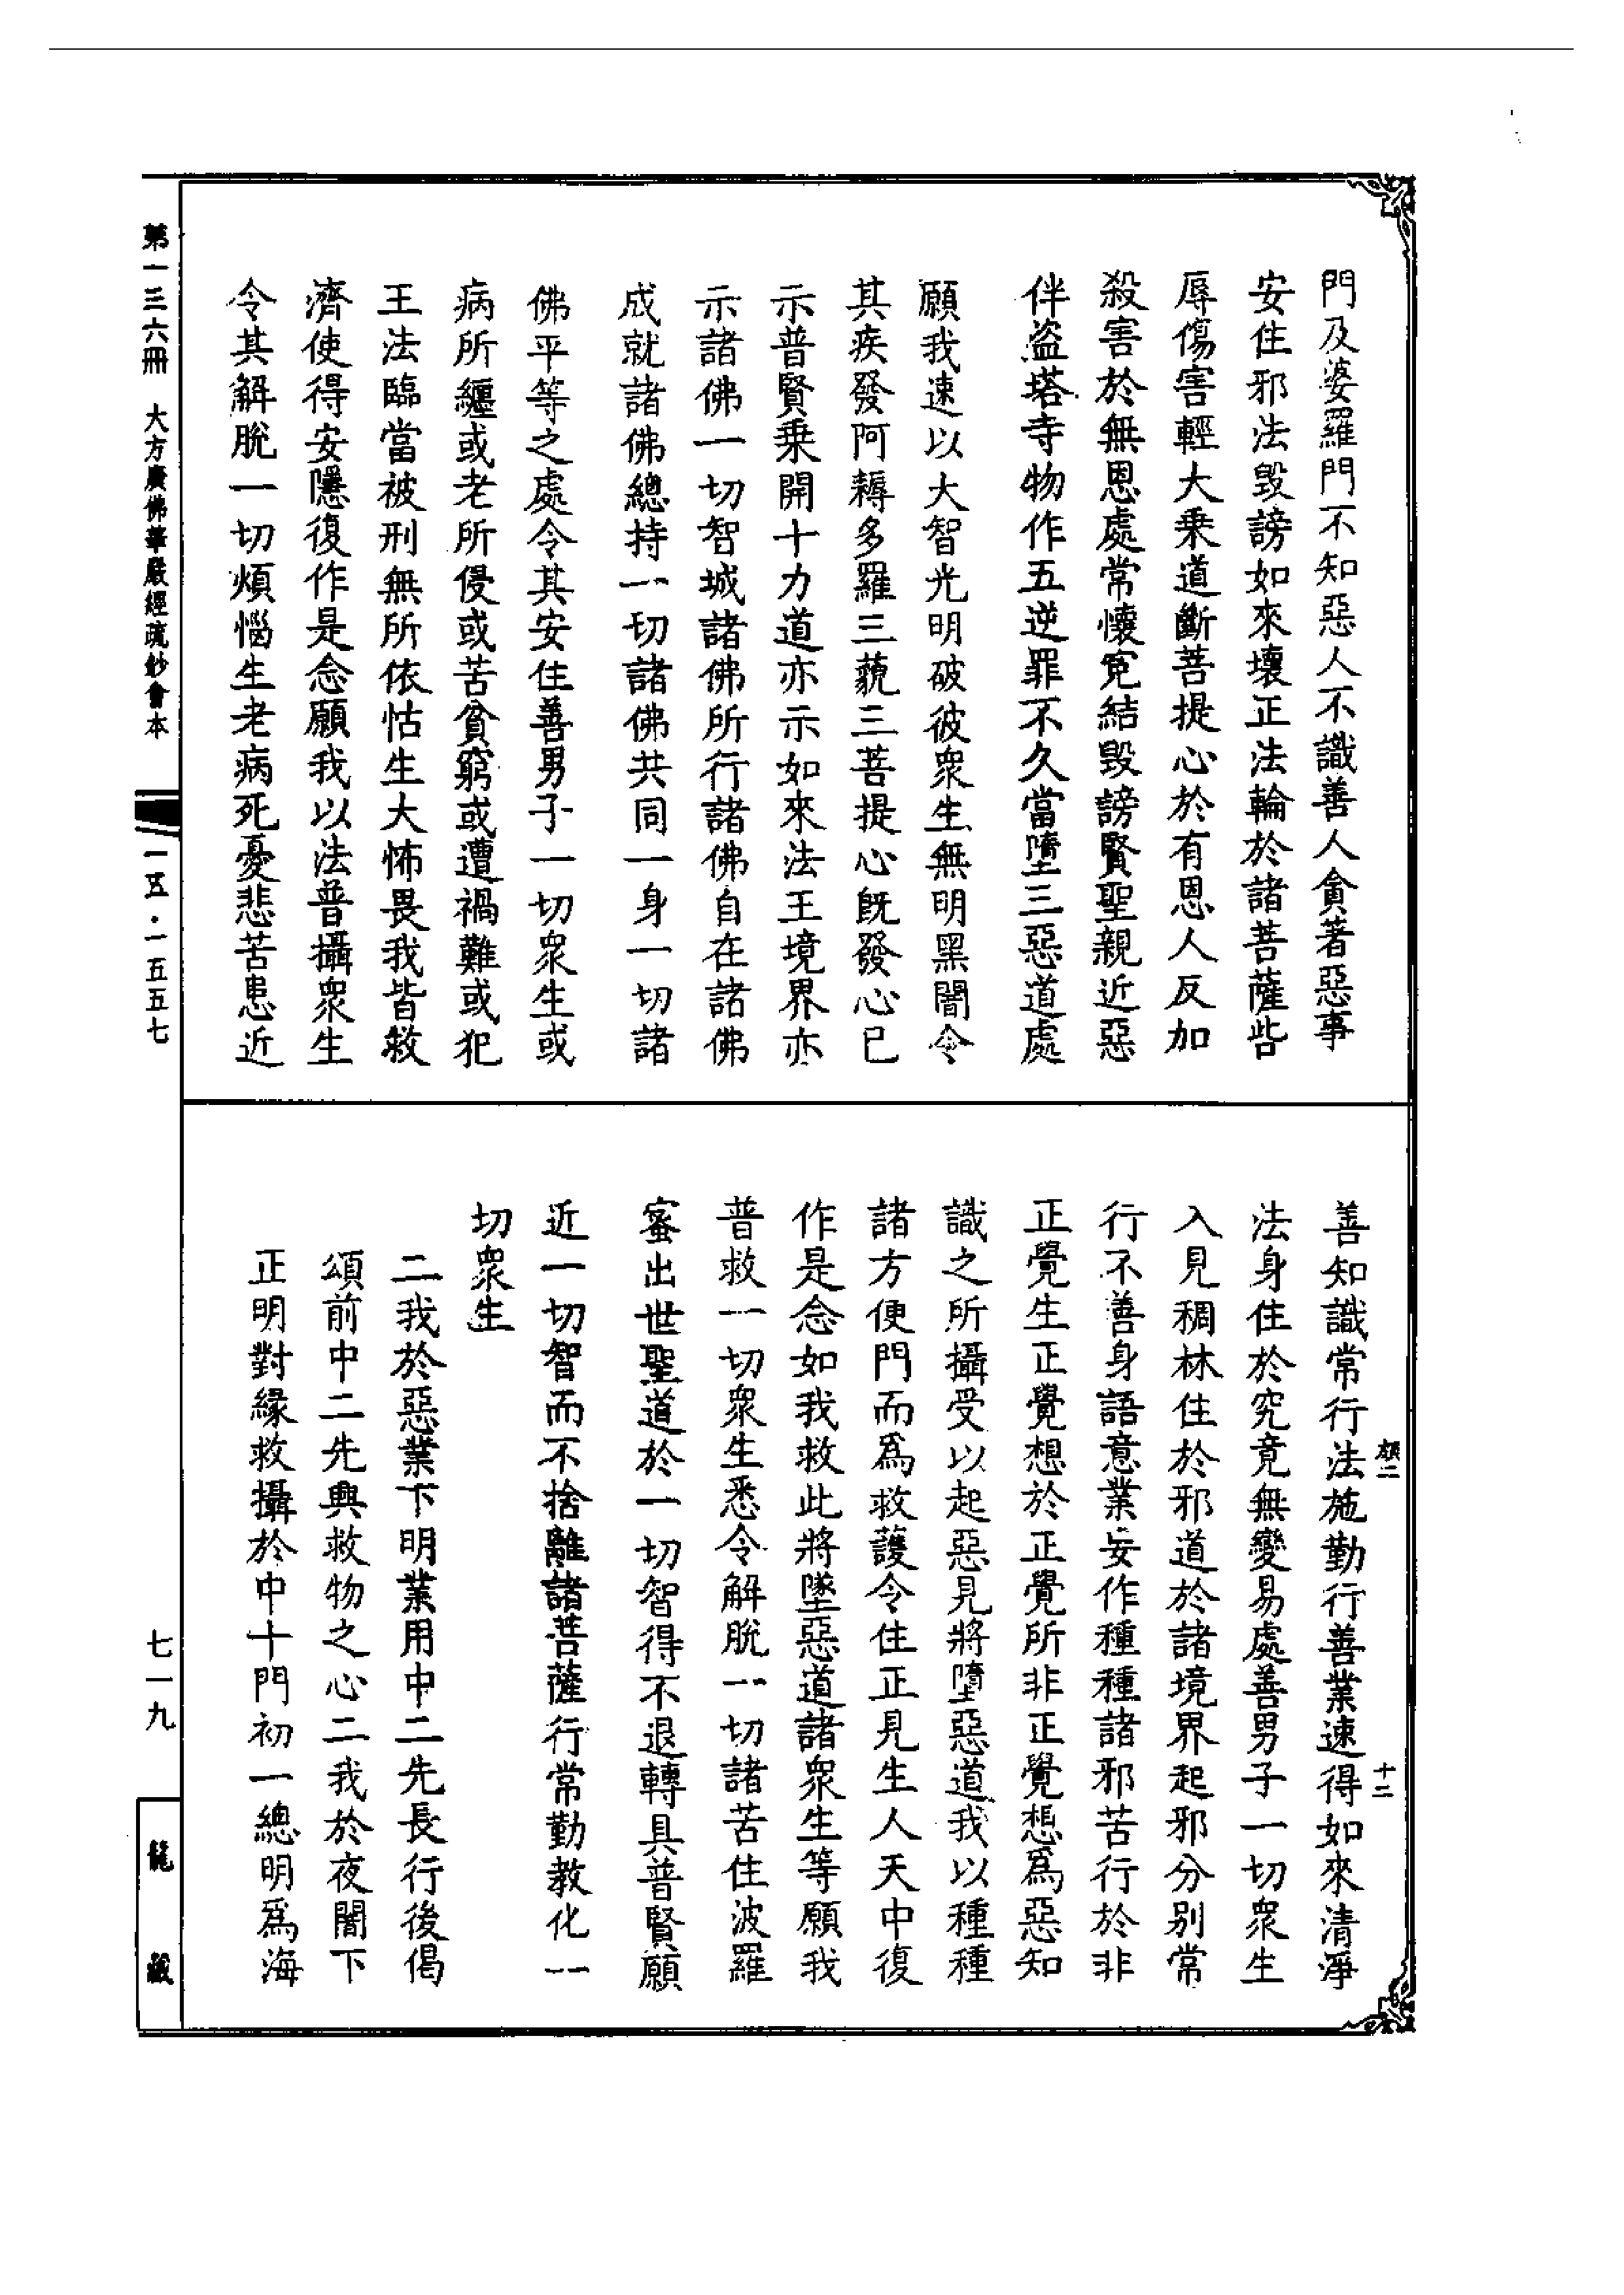 門及婆羅門不知惡人不識善人貪著惡事
安住邪法毀謗如來壞正法輪於諸菩薩呰
辱傷害輕大乗道斷菩提心於有恩人反加
殺害於無恩處常懷寃結毀謗賢聖親近惡
伴盜塔寺物作五逆罪不久當墮三惡道處
願我速以大智光明破彼衆生無明黑闇令
其疾發阿耨多羅三藐三菩提心既發心已
示普賢乗開十力道亦示如來法王境界亦
示諸佛一切智城諸佛所行諸佛自在諸佛
成就諸佛總持一切諸佛共同一身一切諸
佛平等之處令其安住善男子一切衆生或
病所纏或老所侵或苦貧窮或遭禍難或犯
王法臨當被刑無所依怙生大怖畏我皆救
濟使得安隱復作是念願我以法普攝衆生
令其解脫一切煩惱生老病死憂悲苦患近
善知識常行法施勤行善業速得如來清淨
法身住於究竟無變易處善男子一切衆生
入見稠林住於邪道於諸境界起邪分別常
行不善身語意業妄作種種諸邪苦行於非
正覺生正覺想於正覺所非正覺想爲惡知
識之所攝受以起惡見將墮惡道我以種種
諸方便門而爲救護令住正見生人天中復
作是念如我救此將墜惡道諸衆生等願我
普救一切衆生悉令解脫一切諸苦住波羅
蜜出世聖道於一切智得不退轉具普賢願
近一切智而不捨離諸菩薩行常勤教化一
切衆生
二我於惡業下明業用中二先長行後偈
頌前中二先興救物之心二我於夜闇下
正明對緣救攝於中十門初一總明爲海
十二
第一三六冊 大方廣佛華嚴經疏鈔會本
一五·一五五七
七一九
龍藏